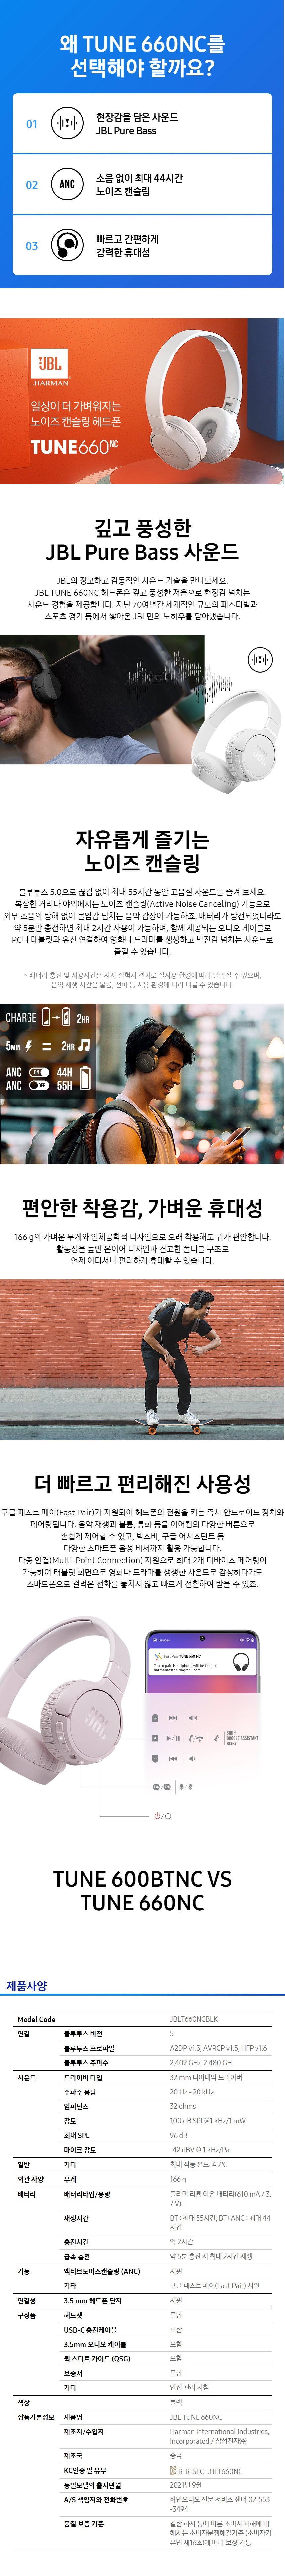 왜 TUNE 660NC를
선택해야 할까요?
01
현장감을 담은 사운드
JBL Pure Bass
02
ANC
소음 없이 최대 44시간
노이즈 캔슬링
03
빠르고 간편하게
강력한 휴대성
JBL
by HARMAN
일상이 더 가벼워지는
노이즈 캔슬링 헤드폰
TUNE660NC
깊고 풍성한
JBL Pure Bass 사운드
JBL의 정교하고 감동적인 사운드 기술을 만나보세요.
JBL TUNE 660NC 헤드폰은 깊고 풍성한 저음으로 현장감 넘치는
사운드 경험을 제공합니다. 지난 70여년간 세계적인 규모의 페스티벌과
스포츠 경기 등에서 쌓아온 JBL만의 노하우를 담아냈습니다.
JBL
자유롭게 즐기는
노이즈 캔슬링
블루투스 5.0으로 끊김 없이 최대 55시간 동안 고음질 사운드를 즐겨 보세요.
복잡한 거리나 야외에서는 노이즈 캔슬링(Active Noise Canceling) 기능으로
외부 소음의 방해 없이 몰입감 넘치는 음악 감상이 가능하죠. 배터리가 방전되었더라도
약 5분만 충전하면 최대 2시간 사용이 가능하며, 함께 제공되는 오디오 케이블로
PC나 태블릿과 유선 연결하여 영화나 드라마를 생생하고 박진감 넘치는 사운드로
즐길 수 있습니다.
* 배터리 충전 및 사용시간은 자사 실험치 결과로 실사용 환경에 따라 달라질 수 있으며,
음악 재생 시간은 볼륨, 전파 등 사용 환경에 따라 다를 수 있습니다.
CHARGE 2HR
5MIN = 2HR
ANC ON 44H
ANC OFF 55H
편안한 착용감, 가벼운 휴대성
166 g의 가벼운 무게와 인체공학적 디자인으로 오래 착용해도 귀가 편안합니다.
활동성을 높인 온이어 디자인과 견고한 폴더블 구조로
언제 어디서나 편리하게 휴대할 수 있습니다.
더 빠르고 편리해진 사용성
구글 패스트 페어(Fast Pair)가 지원되어 헤드폰의 전원을 키는 즉시 안드로이드 장치와
페어링됩니다. 음악 재생과 볼륨, 통화 등을 이어컵의 다양한 버튼으로
손쉽게 제어할 수 있고, 빅스비, 구글 어시스턴트 등
다양한 스마트폰 음성 비서까지 활용 가능합니다.
다중 연결(Multi-Point Connection) 지원으로 최대 2개 디바이스 페어링이
가능하여 태블릿 화면으로 영화나 드라마를 생생한 사운드로 감상하다가도
스마트폰으로 걸려온 전화를 놓치지 않고 빠르게 전환하여 받을 수 있죠.
JBL
Fast Pair TUNE 660 NC
Tap to pair. Headphone will be tied to
SIRI
GOOGLE ASSISTANT
BIXBY
TUNE 600BTNC VS
TUNE 660NC
제품사양
Model Code JBLT660NCBLK
연결 블루투스 버전 5
블루투스 프로파일 A2DP v1.3, AVRCP v1.5, HFP v1.6
블루투스 주파수 2.402 GHz-2.480 GH
사운드 드라이버 타입 32 mm 다이내믹 드라이버
주파수 응답 20 Hz - 20 kHz
임피던스 32 ohms
감도 100 dB SPL@1 kHz/1 mW
최대 SPL 96 dB
마이크 감도 -42 dBV @ 1 kHz/Pa
일반 기타 최대 작동 온도: 45°C
외관 사양 무게 166 g
배터리 배터리타입/용량 폴리머 리튬 이온 배터리(610 mA / 3.
7 V)
재생시간 BT : 최대 55시간, BT+ANC : 최대 44
시간
충전시간 약 2시간
급속 충전 약 5분 충전 시 최대 2시간 재생
기능 액티브노이즈캔슬링 (ANC) 지원
기타 구글 패스트 페어(Fast Pair) 지원
연결성 3.5 mm 헤드폰 단자 지원
구성품 헤드셋 포함
USB-C 충전케이블 포함
3.5mm 오디오 케이블 포함
퀵 스타트 가이드 (QSG) 포함
보증서 포함
기타 안전 관리 지침
색상 블랙
상품기본정보 제품명 JBL TUNE 660NC
제조자/수입자 Harman International Industries,
Incorporated / 삼성전자㈜
제조국 중국
KC인증 필 유무 R-R-SEC-JBLT660NC
동일모델의 출시년월 2021년 9월
A/S 책임자와 전화번호 하만오디오 전문 서비스 센터 02-553
-3494
품질 보증 기준 결함·하자 등에 따른 소비자 피해에 대
해서는 소비자분쟁해결기준 (소비자기
본법 제16조)에 따라 보상 가능